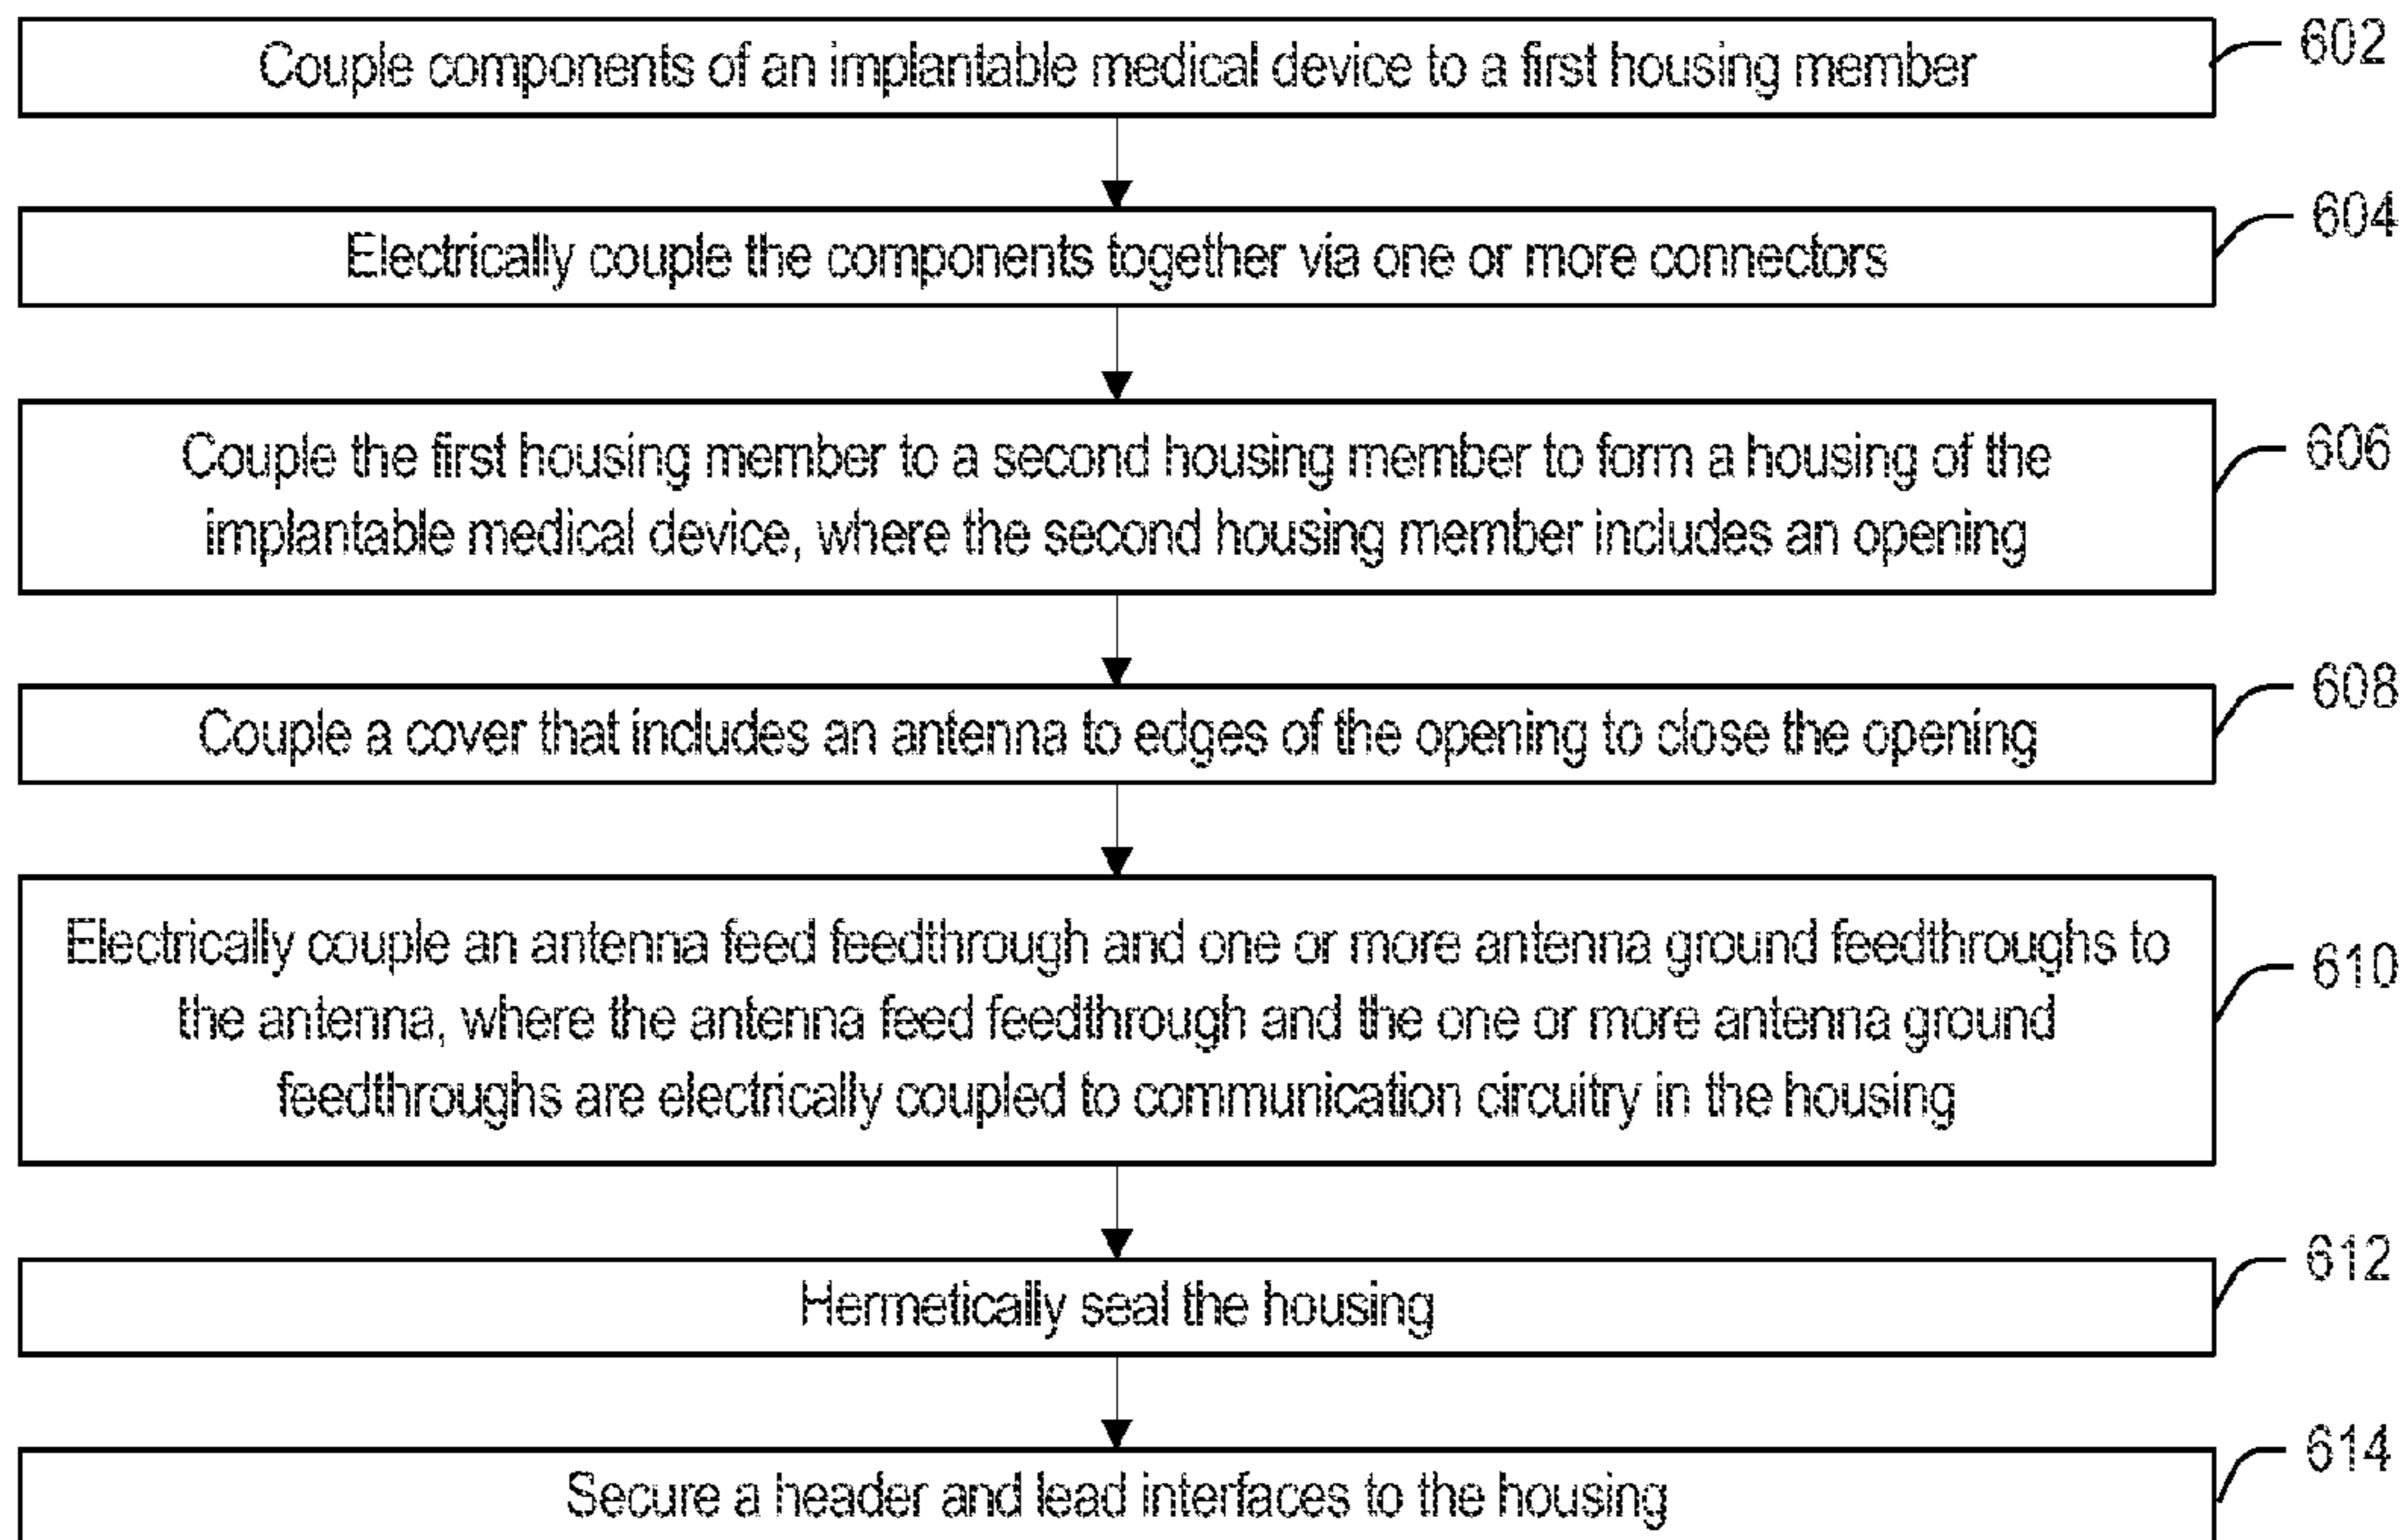 Couple components of an implantable medical device to a first housing member
602
Electrically couple the components together via one or more connectors
604
Couple the first housing member to a second housing member to form a housing of the
implantable medical device, where the second housing member includes an opening
606
Couple a cover that includes an antenna to edges of the opening to close the opening
608
Electrically couple an antenna feed feedthrough and one or more antenna ground feedthroughs to
the antenna, where the antenna feed feedthrough and the one or more antenna ground
feedthroughs are electrically coupled to communication circuitry in the housing
610
Hermetically seal the housing
612
Secure a header and lead interfaces to the housing
614